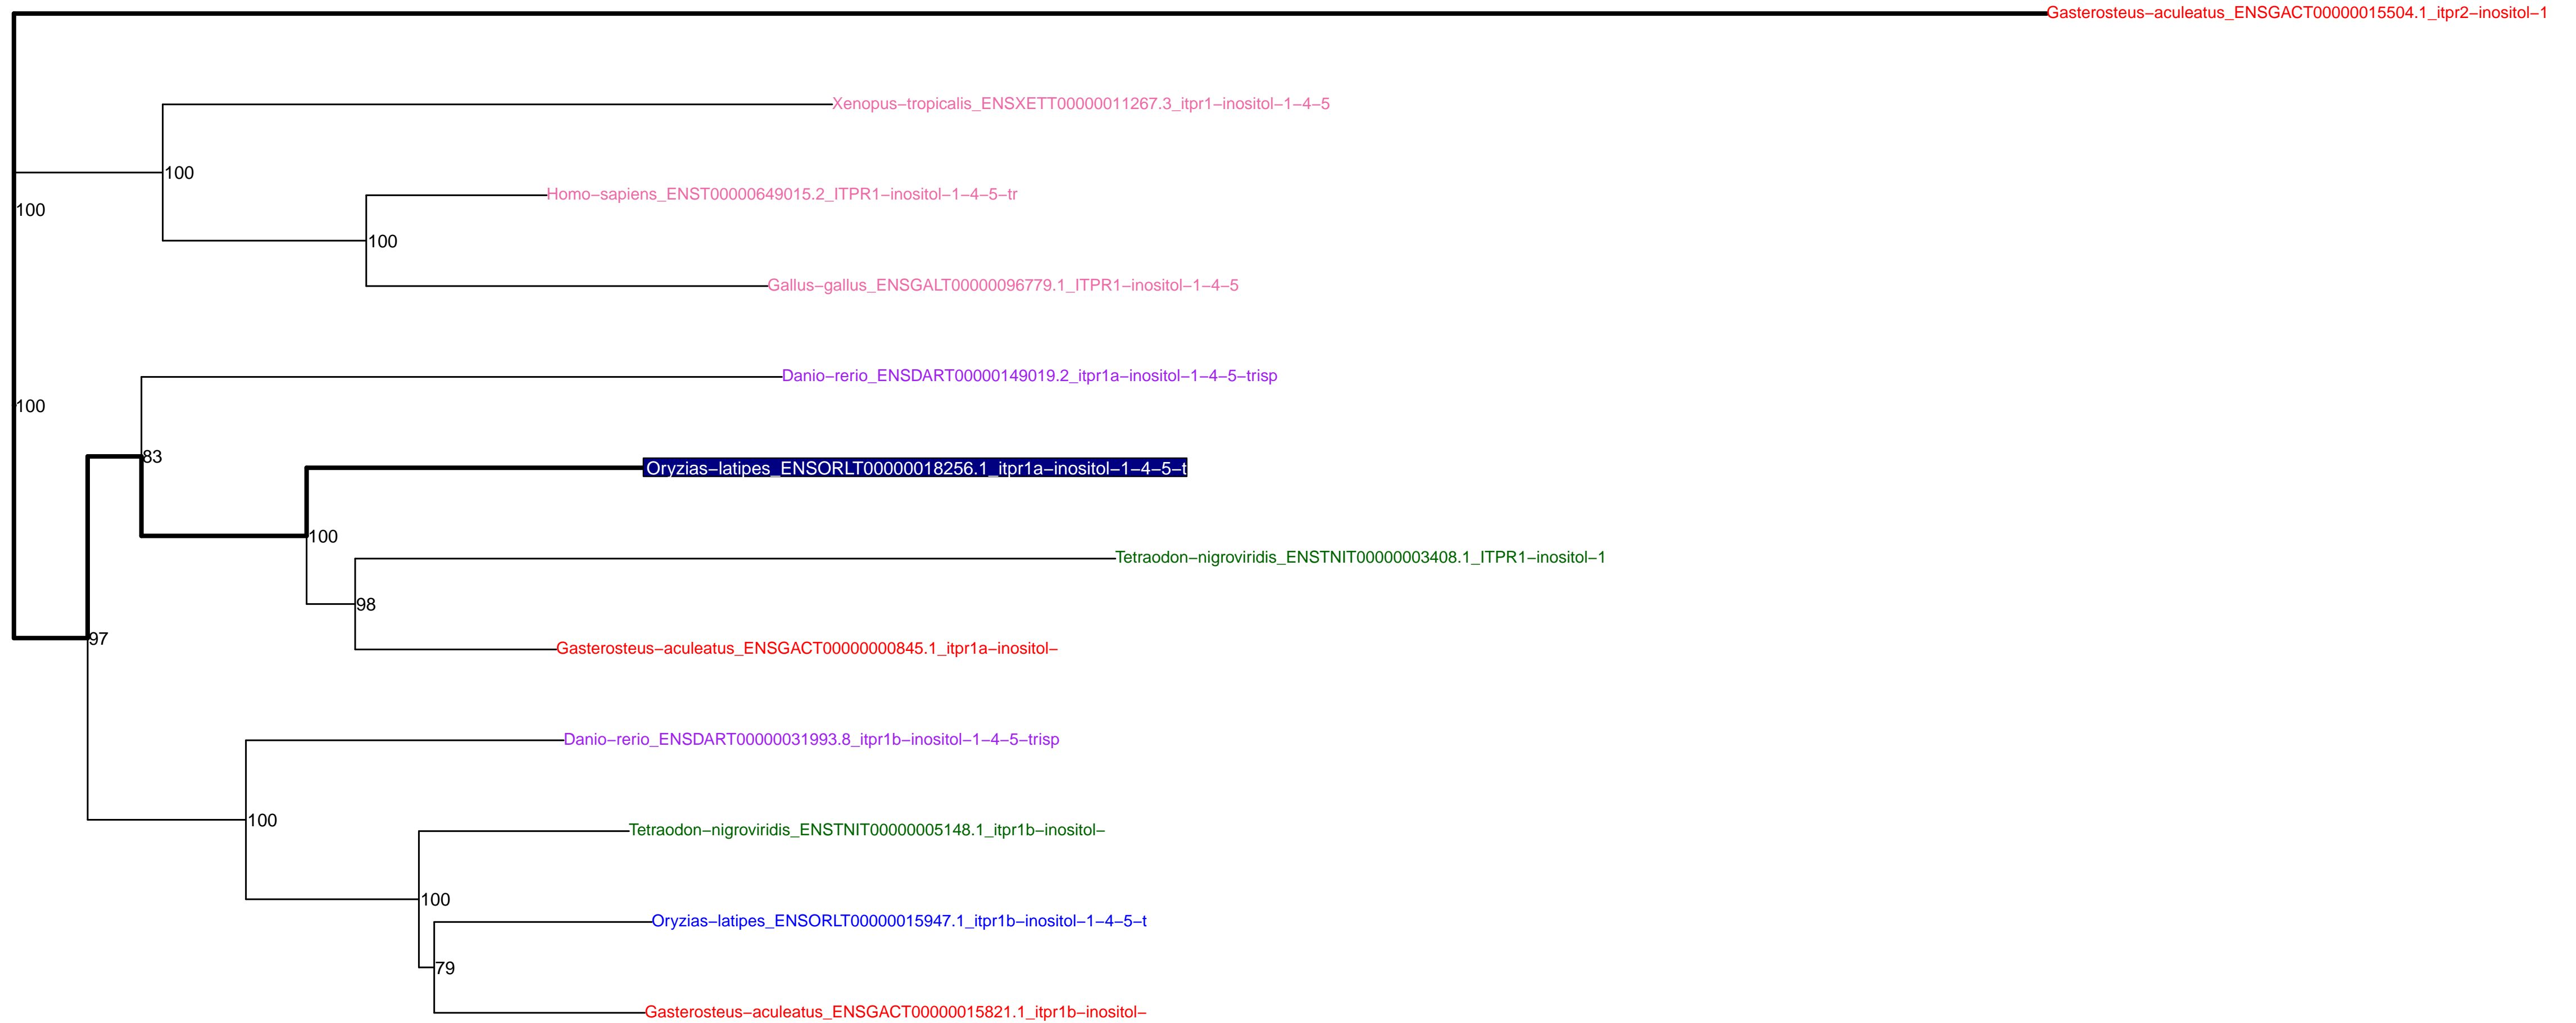 Gasterosteus−aculeatus_ENSGACT00000015504.1_itpr2−inositol−1
Xenopus−tropicalis_ENSXETT00000011267.3_itpr1−inositol−1−4−5
100
Homo−sapiens_ENST00000649015.2_ITPR1−inositol−1−4−5−tr
100
100
Gallus−gallus_ENSGALT00000096779.1_ITPR1−inositol−1−4−5
Danio−rerio_ENSDART00000149019.2_itpr1a−inositol−1−4−5−trisp
100
83
Oryzias−latipes_ENSORLT00000018256.1_itpr1a−inositol−1−4−5−t
100
Tetraodon−nigroviridis_ENSTNIT00000003408.1_ITPR1−inositol−1
98
97
Gasterosteus−aculeatus_ENSGACT00000000845.1_itpr1a−inositol−
Danio−rerio_ENSDART00000031993.8_itpr1b−inositol−1−4−5−trisp
100
Tetraodon−nigroviridis_ENSTNIT00000005148.1_itpr1b−inositol−
100
Oryzias−latipes_ENSORLT00000015947.1_itpr1b−inositol−1−4−5−t
79
Gasterosteus−aculeatus_ENSGACT00000015821.1_itpr1b−inositol−